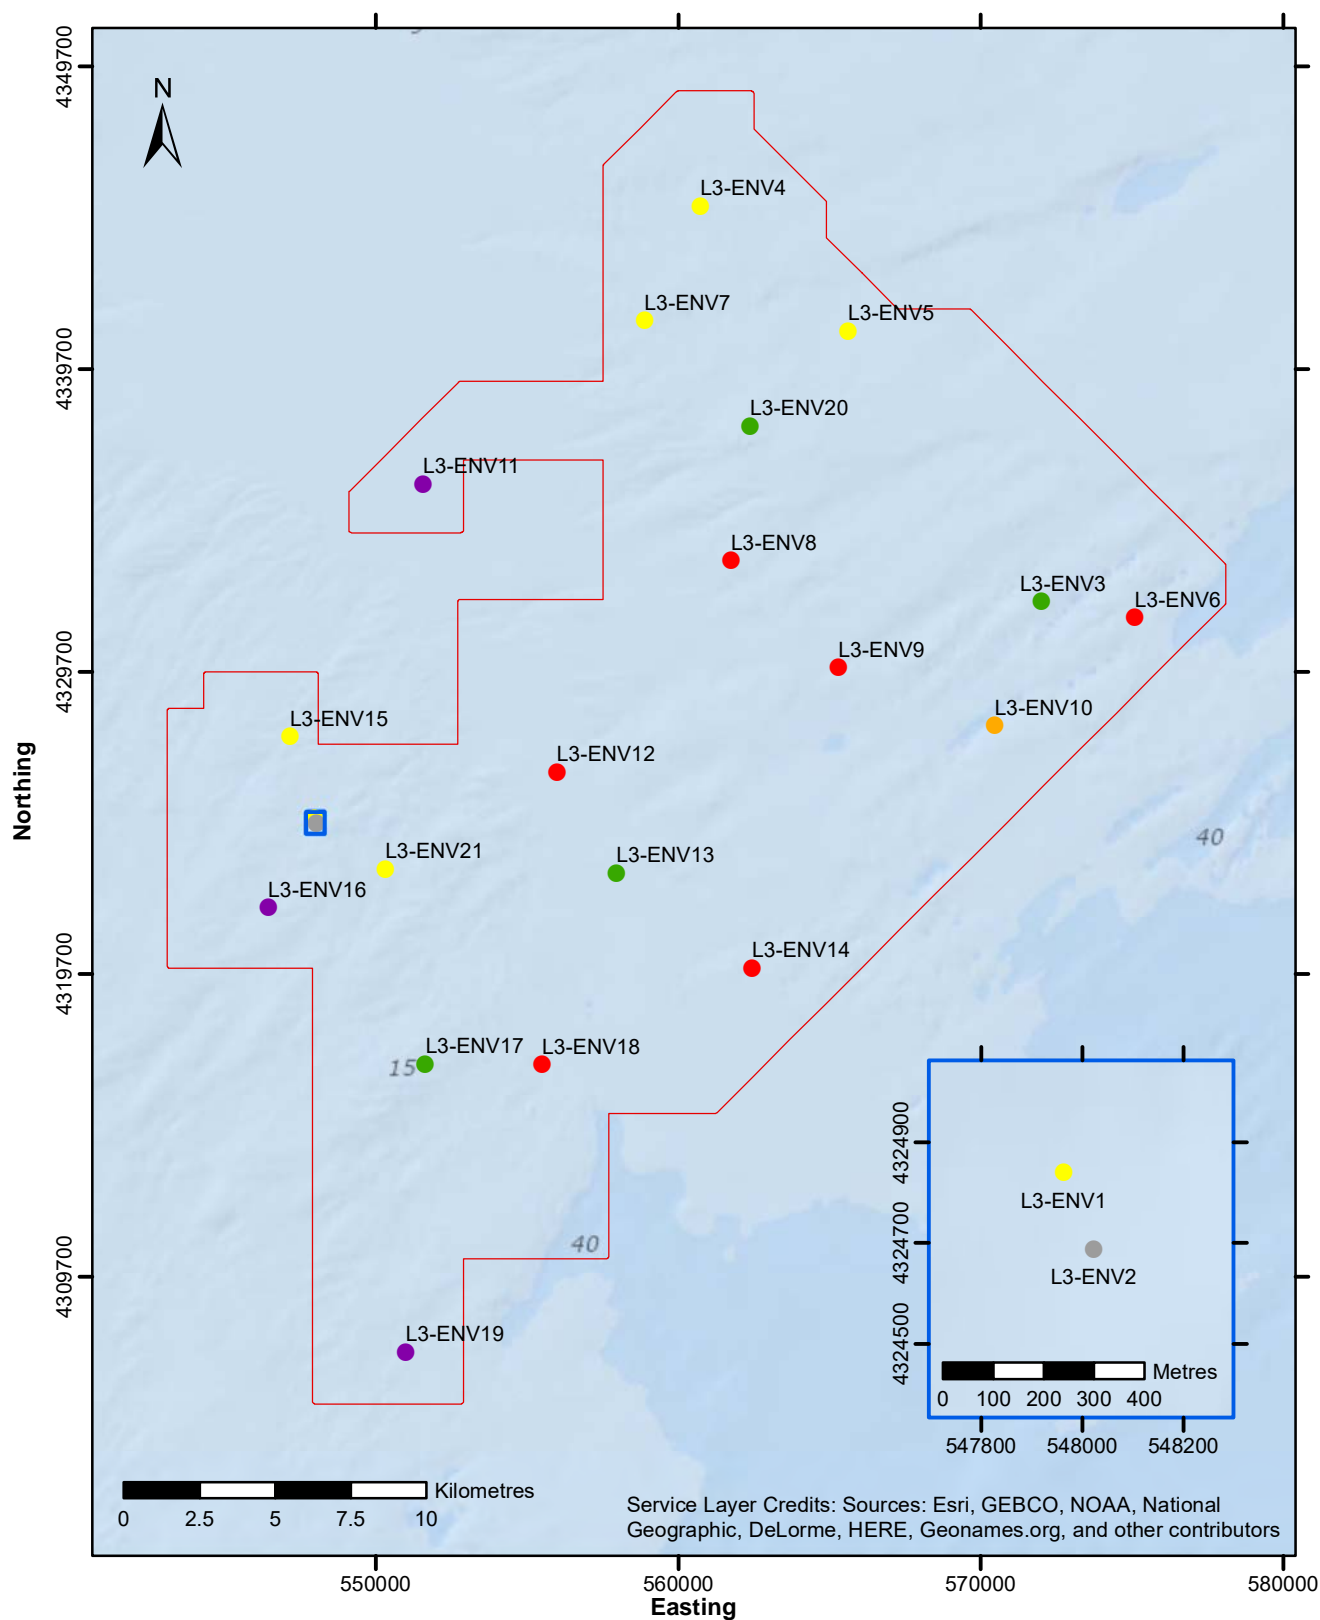 N
4349700
4339700
4329700
4319700
4309700
Northing
L3-ENV4
L3-ENV7
L3-ENV5
L3-ENV20
L3-ENV11
L3-ENV8
L3-ENV3
L3-ENV6
L3-ENV9
L3-ENV15
L3-ENV10
L3-ENV12
40
L3-ENV21
L3-ENV13
L3-ENV16
L3-ENV14
15
L3-ENV17
L3-ENV18
40
L3-ENV19
4324900
4324700
4324500
L3-ENV1
L3-ENV2
Metres
0 100 200 300 400
547800 548000 548200
Kilometres
0 2.5 5 7.5 10
Service Layer Credits: Sources: Esri, GEBCO, NOAA, National
Geographic, DeLorme, HERE, Geonames.org, and other contributors
550000 560000 570000 580000
Easting